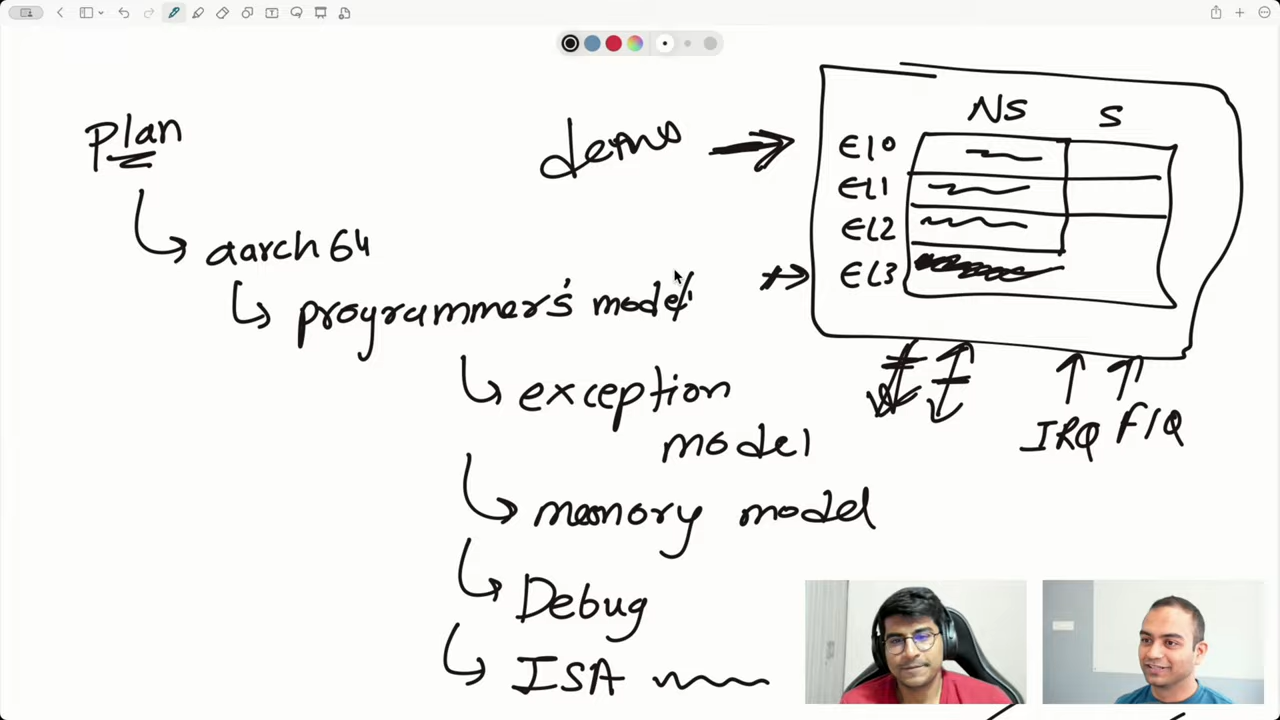 Plan
aarch64
programmer's model
exception
model
memory model
Debug
ISA
demo
NS S
EL0
EL1
EL2
EL3
IRQ FIQ